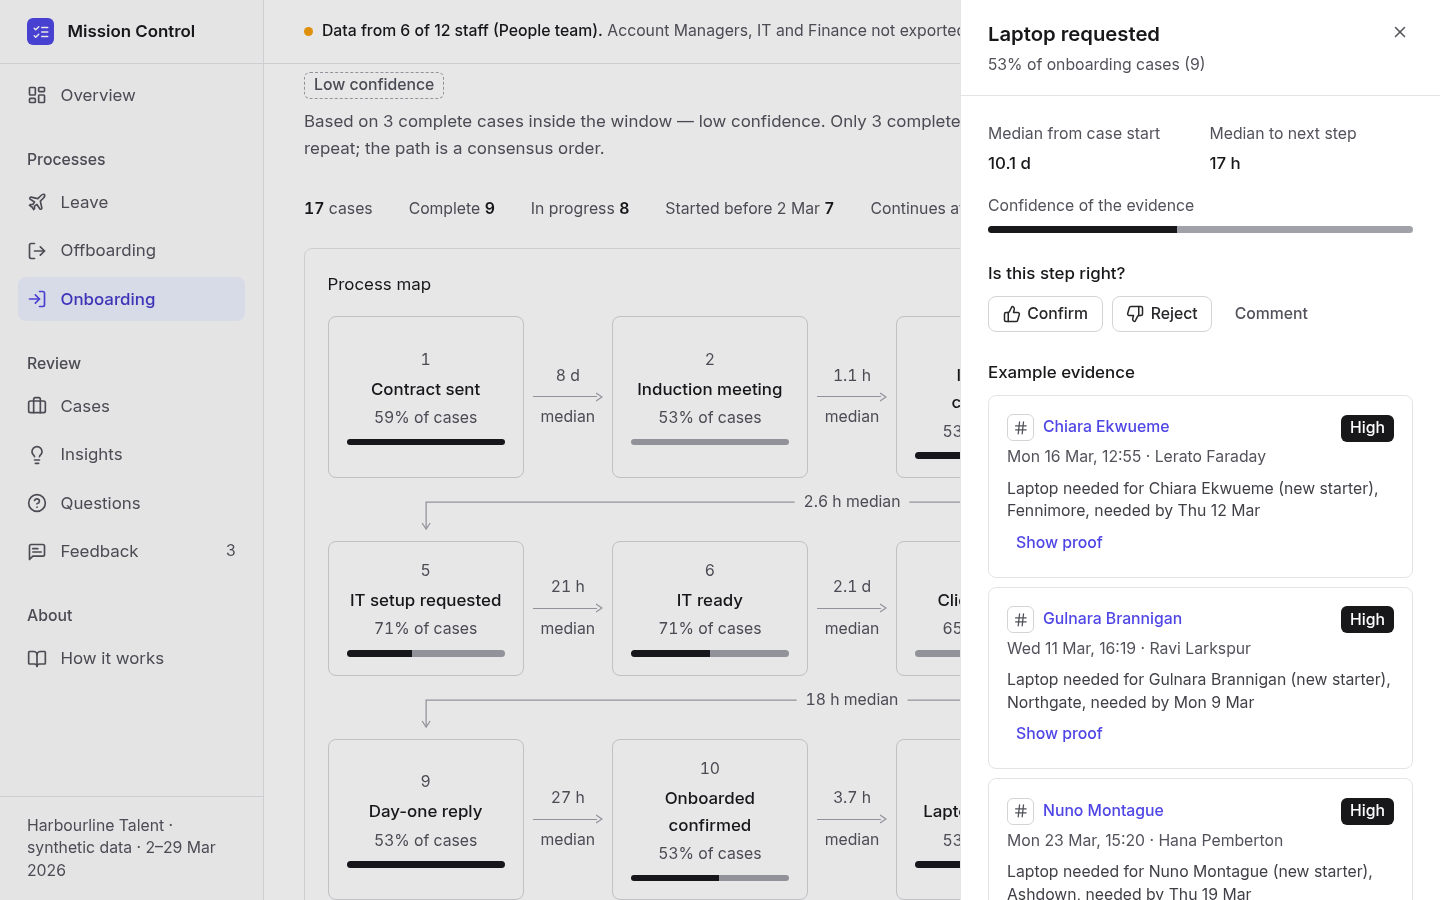 Mission Control
Overview
Processes
Leave
Offboarding
Onboarding
Review
Cases
Insights
Questions
Feedback 3
About
How it works
Harbourline Talent ·
synthetic data · 2–29 Mar
2026
Data from 6 of 12 staff (People team). Account Managers, IT and Finance not exported
Low confidence
Based on 3 complete cases inside the window — low confidence. Only 3 complete
repeat; the path is a consensus order.
17 cases Complete 9 In progress 8 Started before 2 Mar 7 Continues
Process map
1
Contract sent
59% of cases
8 d
median
2
Induction meeting
53% of cases
1.1 h
median
53
2.6 h median
5
IT setup requested
71% of cases
21 h
median
6
IT ready
71% of cases
2.1 d
median
65
18 h median
9
Day-one reply
53% of cases
27 h
median
10
Onboarded
confirmed
53% of cases
3.7 h
median
53
Laptop requested
53% of onboarding cases (9)
Median from case start
10.1 d
Median to next step
17 h
Confidence of the evidence
Is this step right?
Confirm Reject Comment
Example evidence
# Chiara Ekwueme High
Mon 16 Mar, 12:55 · Lerato Faraday
Laptop needed for Chiara Ekwueme (new starter),
Fennimore, needed by Thu 12 Mar
Show proof
# Gulnara Brannigan High
Wed 11 Mar, 16:19 · Ravi Larkspur
Laptop needed for Gulnara Brannigan (new starter),
Northgate, needed by Mon 9 Mar
Show proof
# Nuno Montague High
Mon 23 Mar, 15:20 · Hana Pemberton
Laptop needed for Nuno Montague (new starter),
Ashdown, needed by Thu 19 Mar